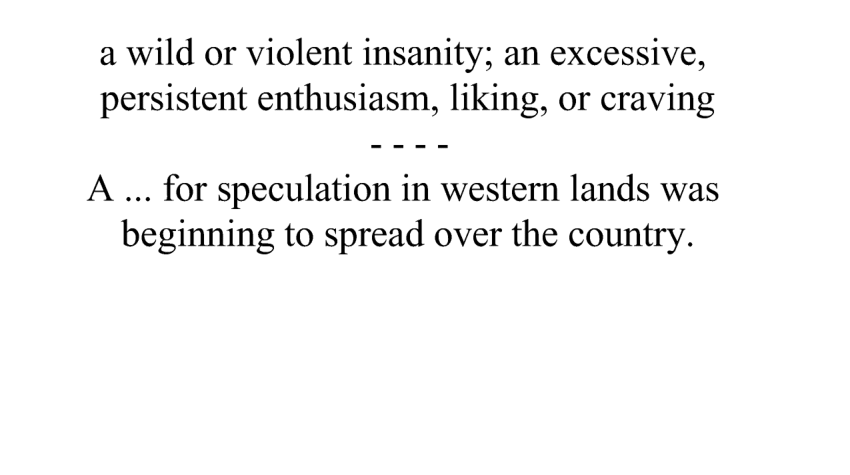 a wild or violent insanity; an excessive,
persistent enthusiasm, liking, or craving
- - - -
A ... for speculation in western lands was
beginning to spread over the country.